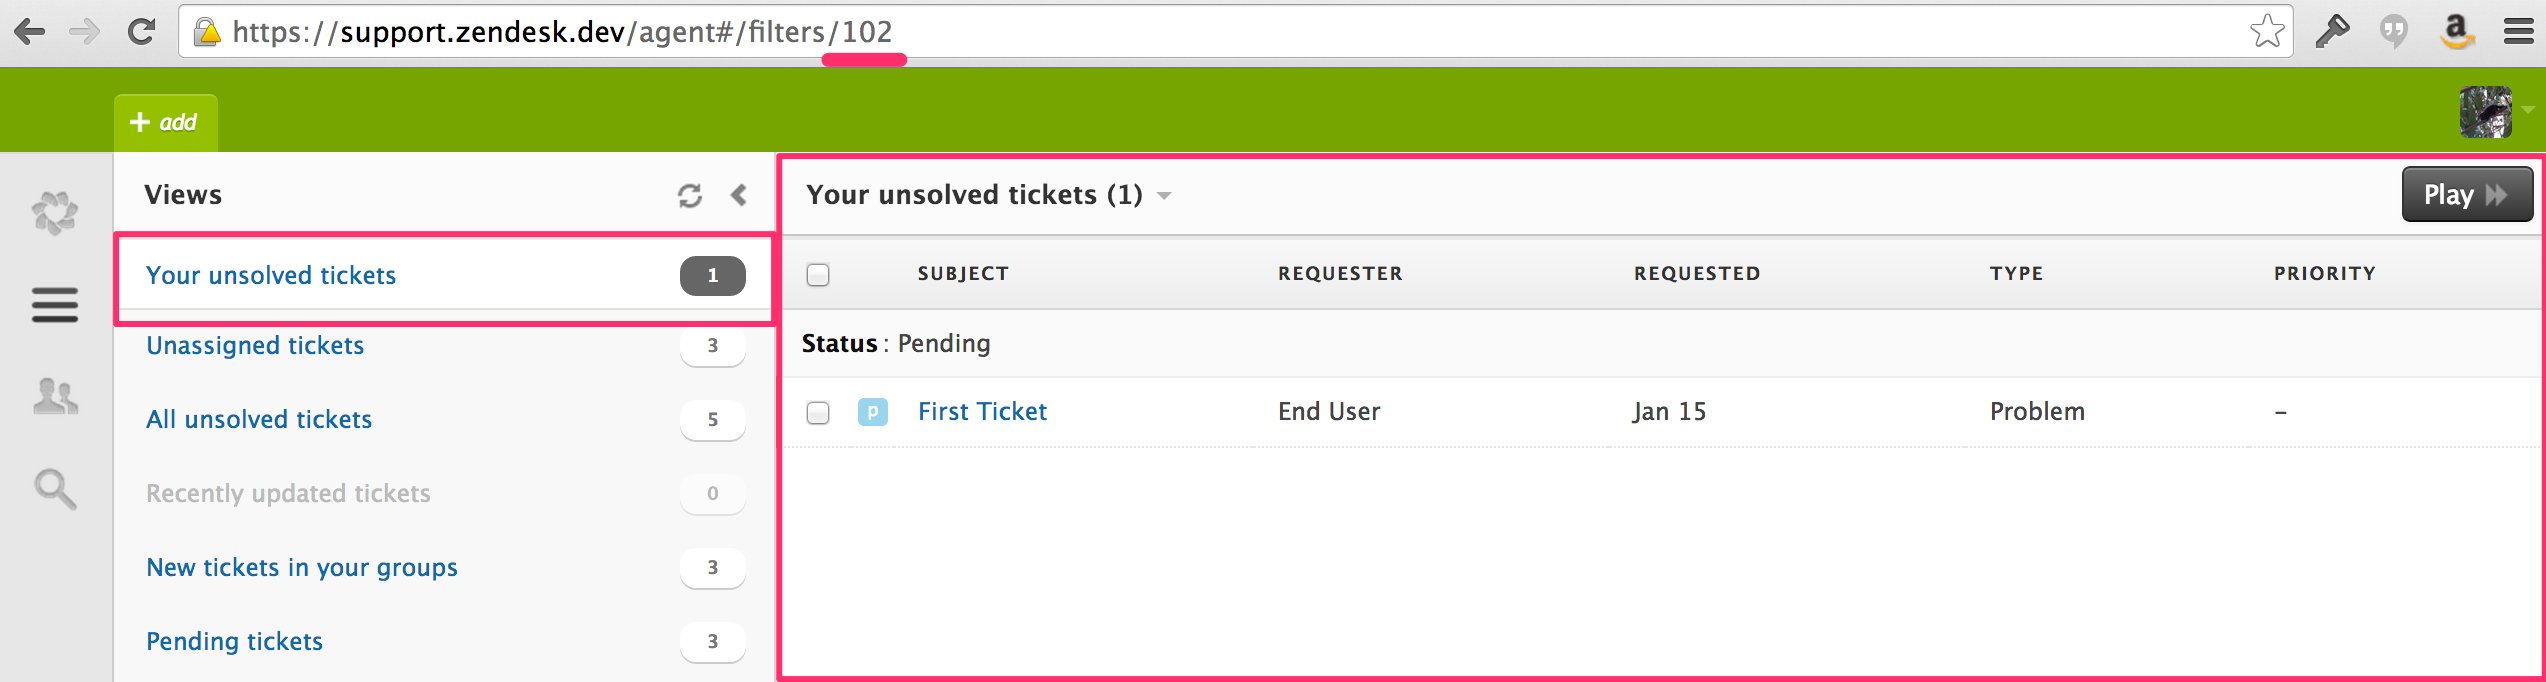 https://support.zendesk.dev/agent#/filters/102
+ add
Views
Your unsolved tickets 1
Unassigned tickets 3
All unsolved tickets 5
Recently updated tickets 0
New tickets in your groups 3
Pending tickets 3
Your unsolved tickets (1)
Play
SUBJECT REQUESTER REQUESTED TYPE PRIORITY
Status : Pending
p First Ticket End User Jan 15 Problem –